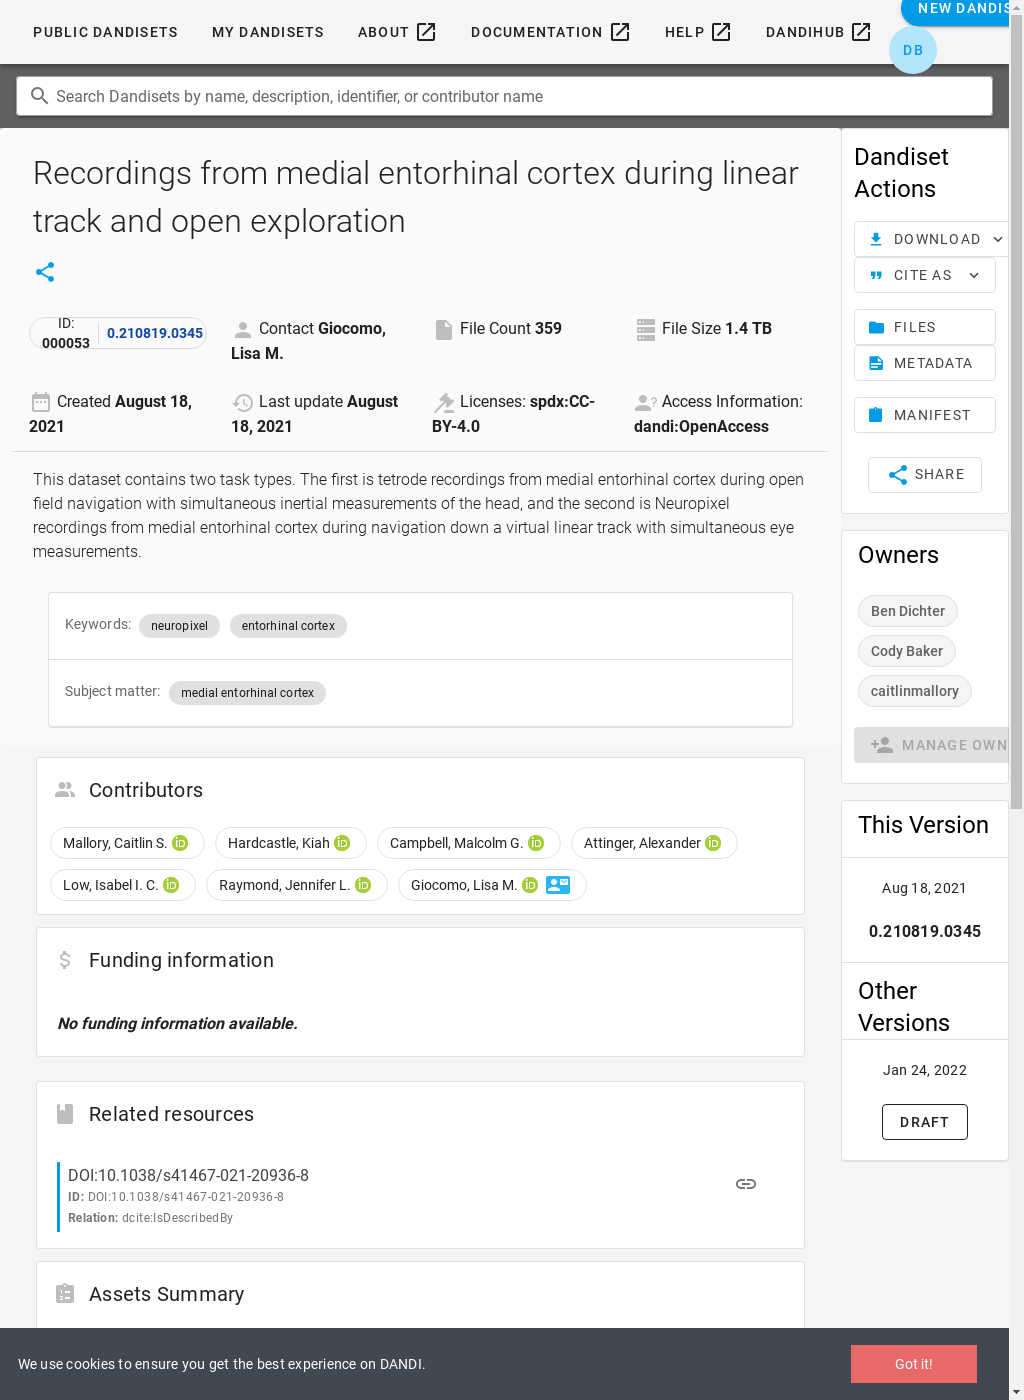 PUBLIC DANDISETS MY DANDISETS ABOUT DOCUMENTATION HELP DANDIHUB NEW DANDIS
DB
Search Dandisets by name, description, identifier, or contributor name
Recordings from medial entorhinal cortex during linear
track and open exploration
ID:
000053
0.210819.0345
Contact Giocomo,
Lisa M.
File Count 359
File Size 1.4 TB
Created August 18,
2021
Last update August
18, 2021
Licenses: spdx:CC-
BY-4.0
Access Information:
dandi:OpenAccess
This dataset contains two task types. The first is tetrode recordings from medial entorhinal cortex during open
field navigation with simultaneous inertial measurements of the head, and the second is Neuropixel
recordings from medial entorhinal cortex during navigation down a virtual linear track with simultaneous eye
measurements.
Keywords: neuropixel entorhinal cortex
Subject matter: medial entorhinal cortex
Contributors
Mallory, Caitlin S. iD Hardcastle, Kiah iD Campbell, Malcolm G. iD Attinger, Alexander iD
Low, Isabel I. C. iD Raymond, Jennifer L. iD Giocomo, Lisa M. iD
Funding information
No funding information available.
Related resources
DOI:10.1038/s41467-021-20936-8
ID: DOI:10.1038/s41467-021-20936-8
Relation: dcite:IsDescribedBy
Assets Summary
Dandiset
Actions
DOWNLOAD
CITE AS
FILES
METADATA
MANIFEST
SHARE
Owners
Ben Dichter
Cody Baker
caitlinmallory
MANAGE OWN
This Version
Aug 18, 2021
0.210819.0345
Other
Versions
Jan 24, 2022
DRAFT
We use cookies to ensure you get the best experience on DANDI.
Got it!